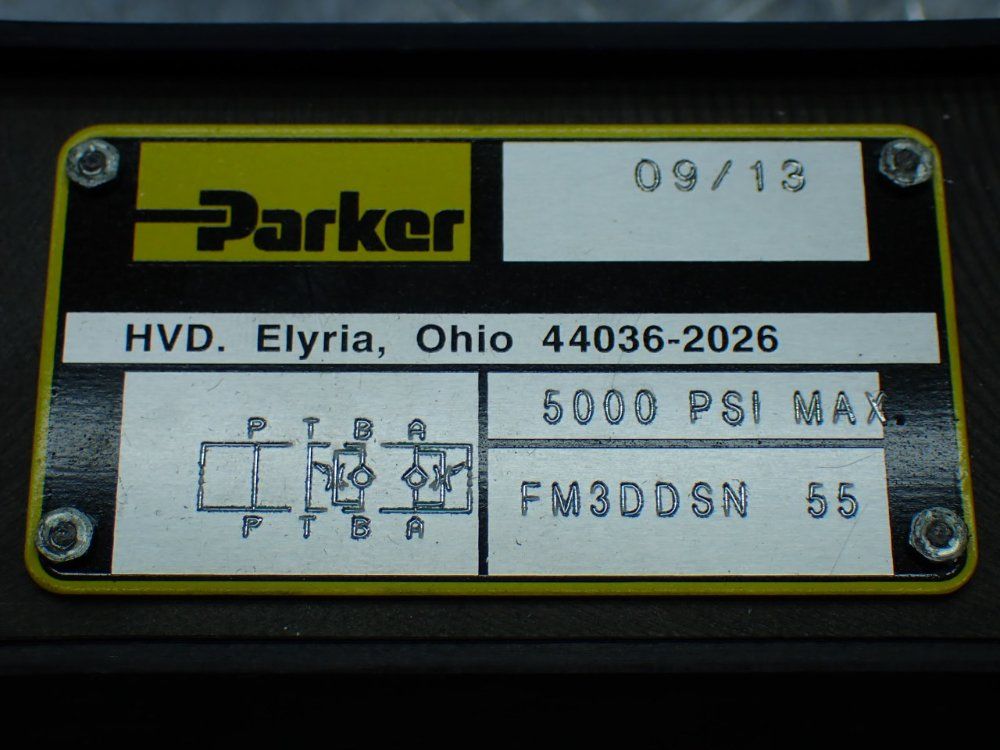 Parker
09/13
HVD. Elyria, Ohio 44036-2026
5000 PSI MAX.
P T B A
P T B A
FM3DDSN 55